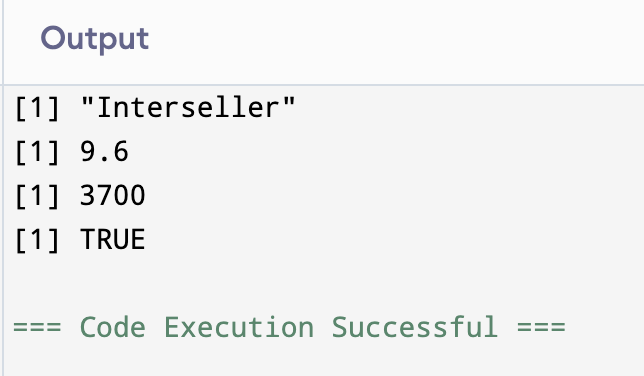 Output
[1] "Interseller"
[1] 9.6
[1] 3700
[1] TRUE
=== Code Execution Successful ===